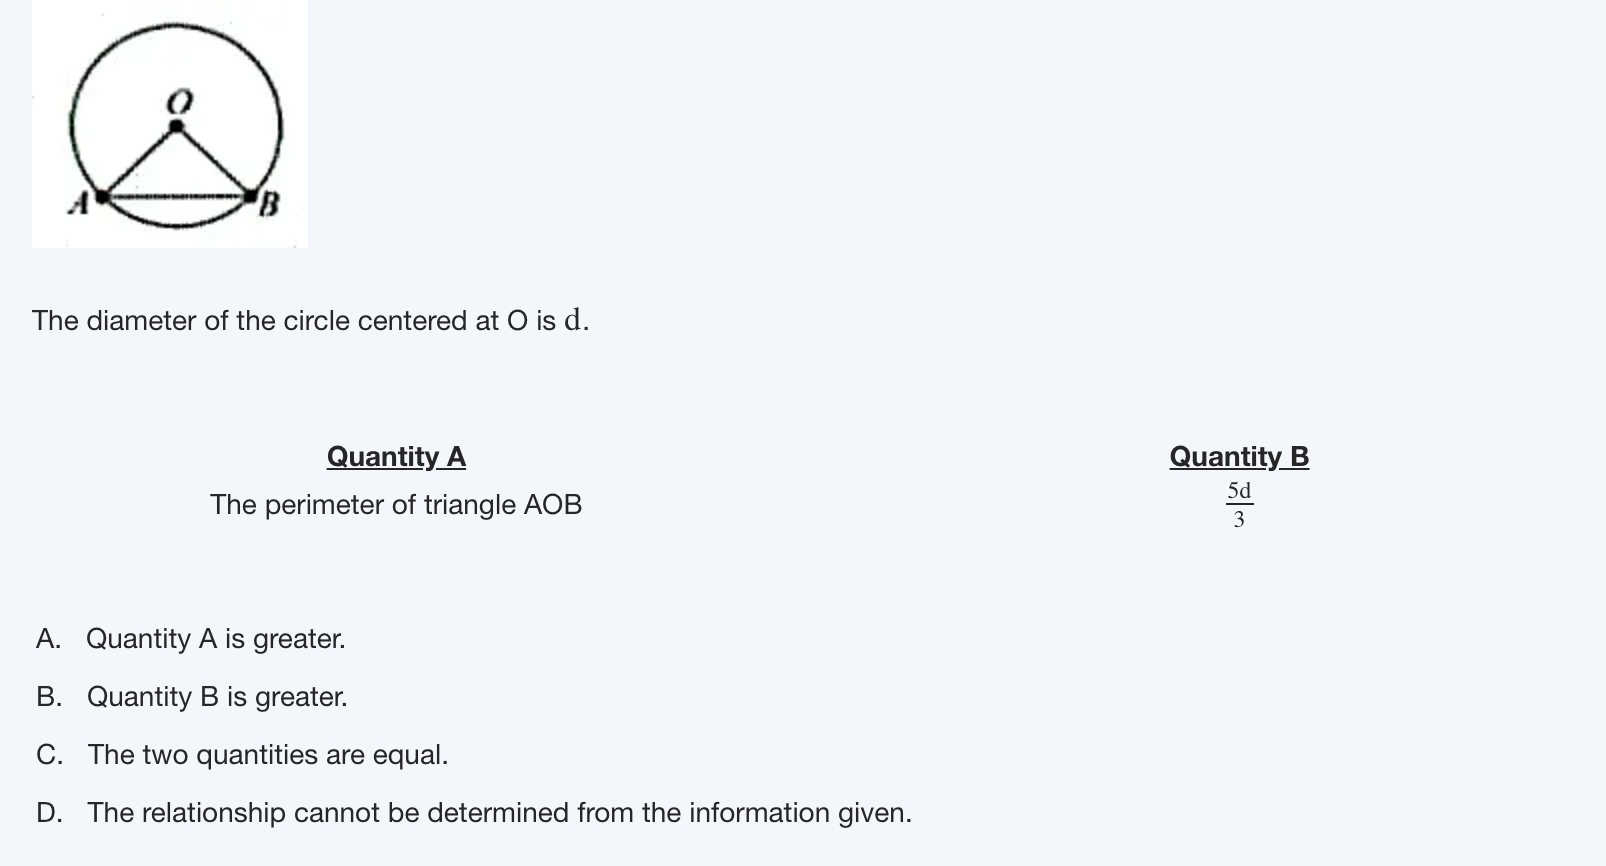 O
A B
The diameter of the circle centered at O is d.
Quantity A Quantity B
The perimeter of triangle AOB 5d/3
A. Quantity A is greater.
B. Quantity B is greater.
C. The two quantities are equal.
D. The relationship cannot be determined from the information given.